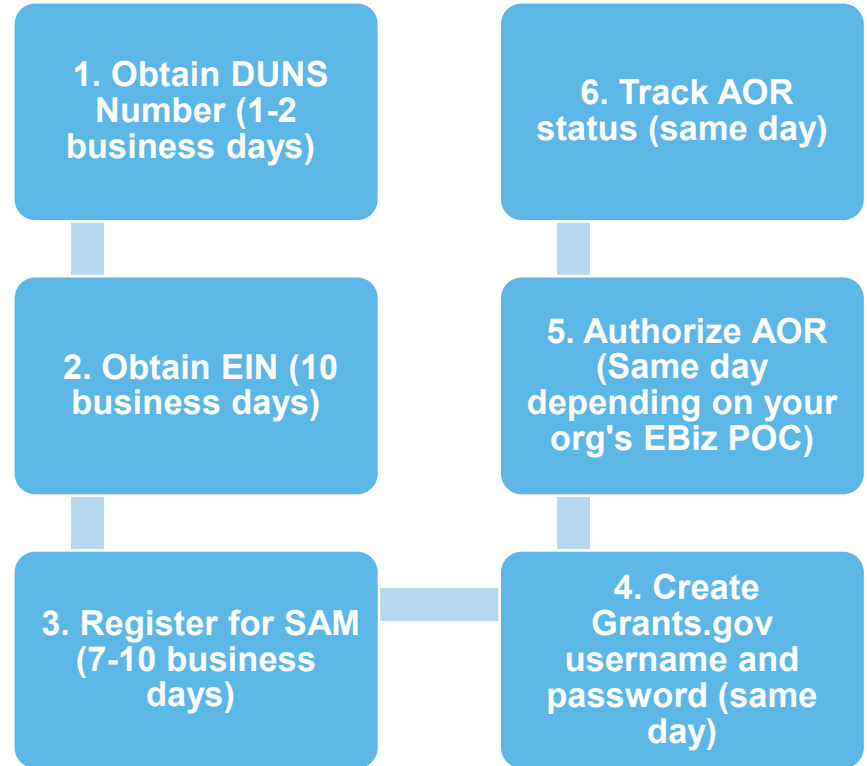 1. Obtain DUNS
Number (1-2
business days)
2. Obtain EIN (10
business days)
3. Register for SAM
(7-10 business
days)
4. Create
Grants.gov
username and
password (same
day)
5. Authorize AOR
(Same day
depending on your
org's EBiz POC)
6. Track AOR
status (same day)